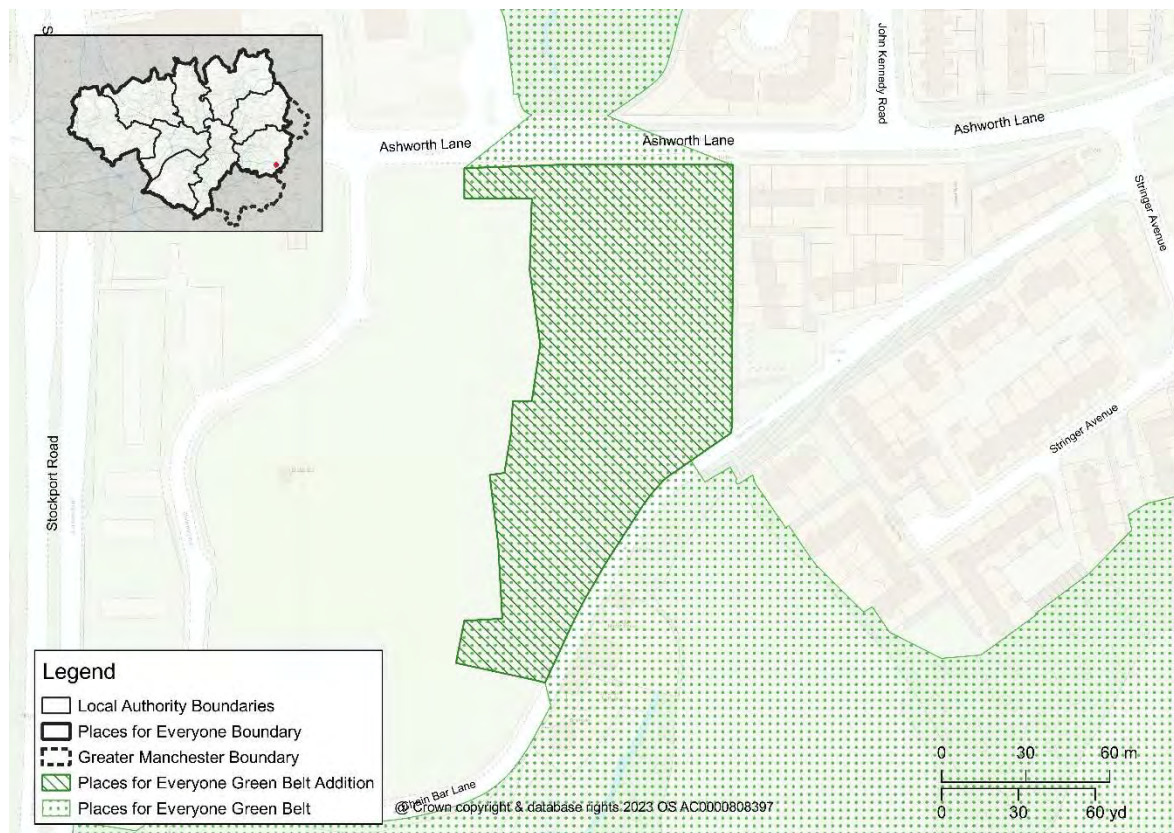 S
John Kennedy Road
Ashworth Lane
Ashworth Lane
Ashworth Lane
Stringer Avenue
Stringer Avenue
Stockport Road
Legend
Local Authority Boundaries
Places for Everyone Boundary
Greater Manchester Boundary
Places for Everyone Green Belt Addition
Places for Everyone Green Belt
Chain Bar Lane
@ Crown copyright & database rights 2023 OS AC0000808397
0 30 60 m
0 30 60 yd